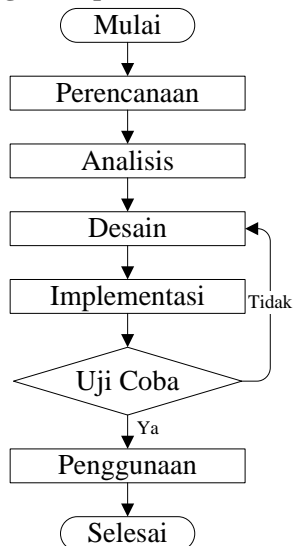 Mulai
Perencanaan
Analisis
Desain
Implementasi
Tidak
Uji Coba
Ya
Penggunaan
Selesai